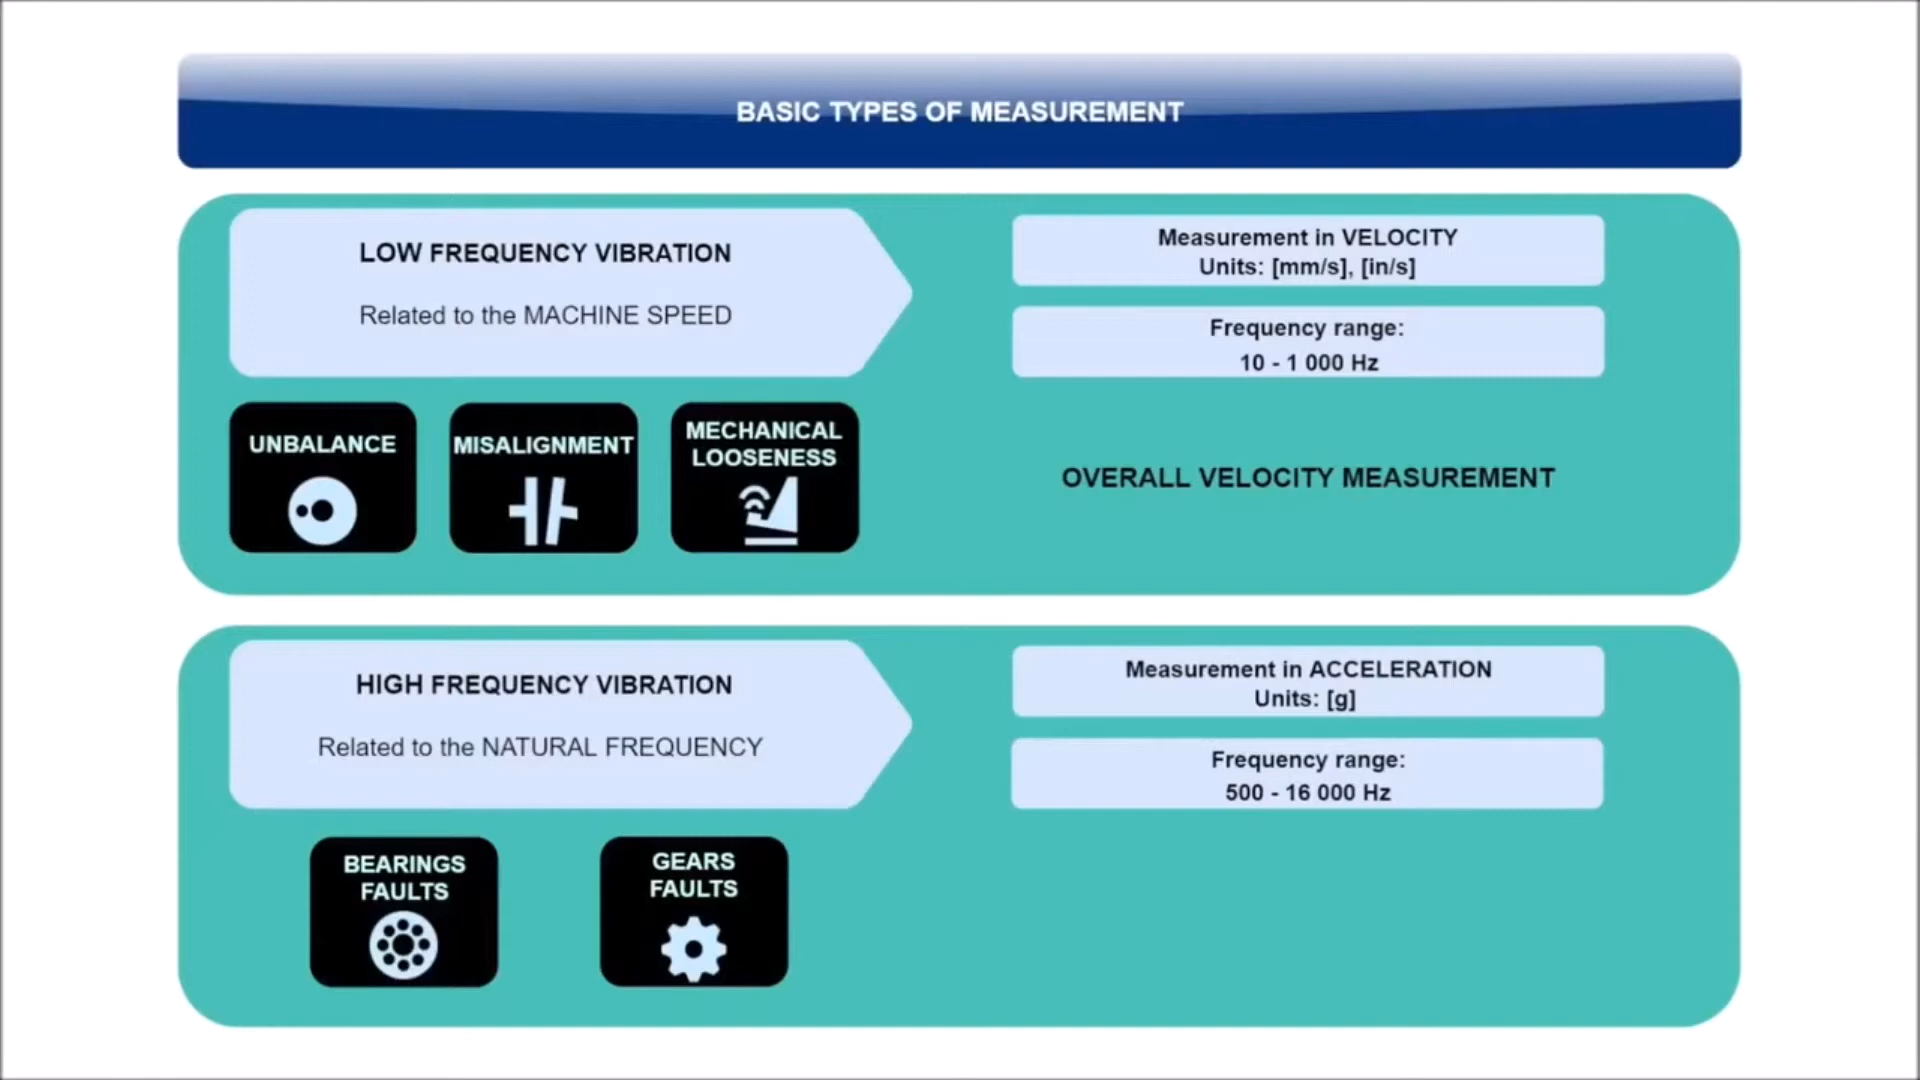 BASIC TYPES OF MEASUREMENT
LOW FREQUENCY VIBRATION
Related to the MACHINE SPEED
Measurement in VELOCITY
Units: [mm/s], [in/s]
Frequency range:
10 - 1 000 Hz
UNBALANCE
MISALIGNMENT
MECHANICAL
LOOSENESS
OVERALL VELOCITY MEASUREMENT
HIGH FREQUENCY VIBRATION
Related to the NATURAL FREQUENCY
Measurement in ACCELERATION
Units: [g]
Frequency range:
500 - 16 000 Hz
BEARINGS
FAULTS
GEARS
FAULTS